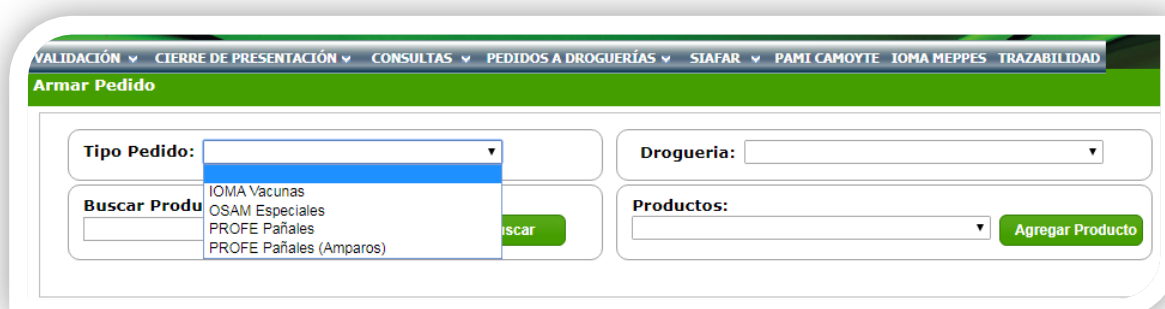 VALIDACIÓN CIERRE DE PRESENTACIÓN CONSULTAS PEDIDOS A DROGUERÍAS SIAFAR PAMI CAMOYTE IOMA MEPPES TRAZABILIDAD
Armar Pedido
Tipo Pedido:
Drogueria:
IOMA Vacunas
OSAM Especiales
PROFE Pañales
PROFE Pañales (Amparos)
Buscar Produ
uscar
Productos:
Agregar Producto